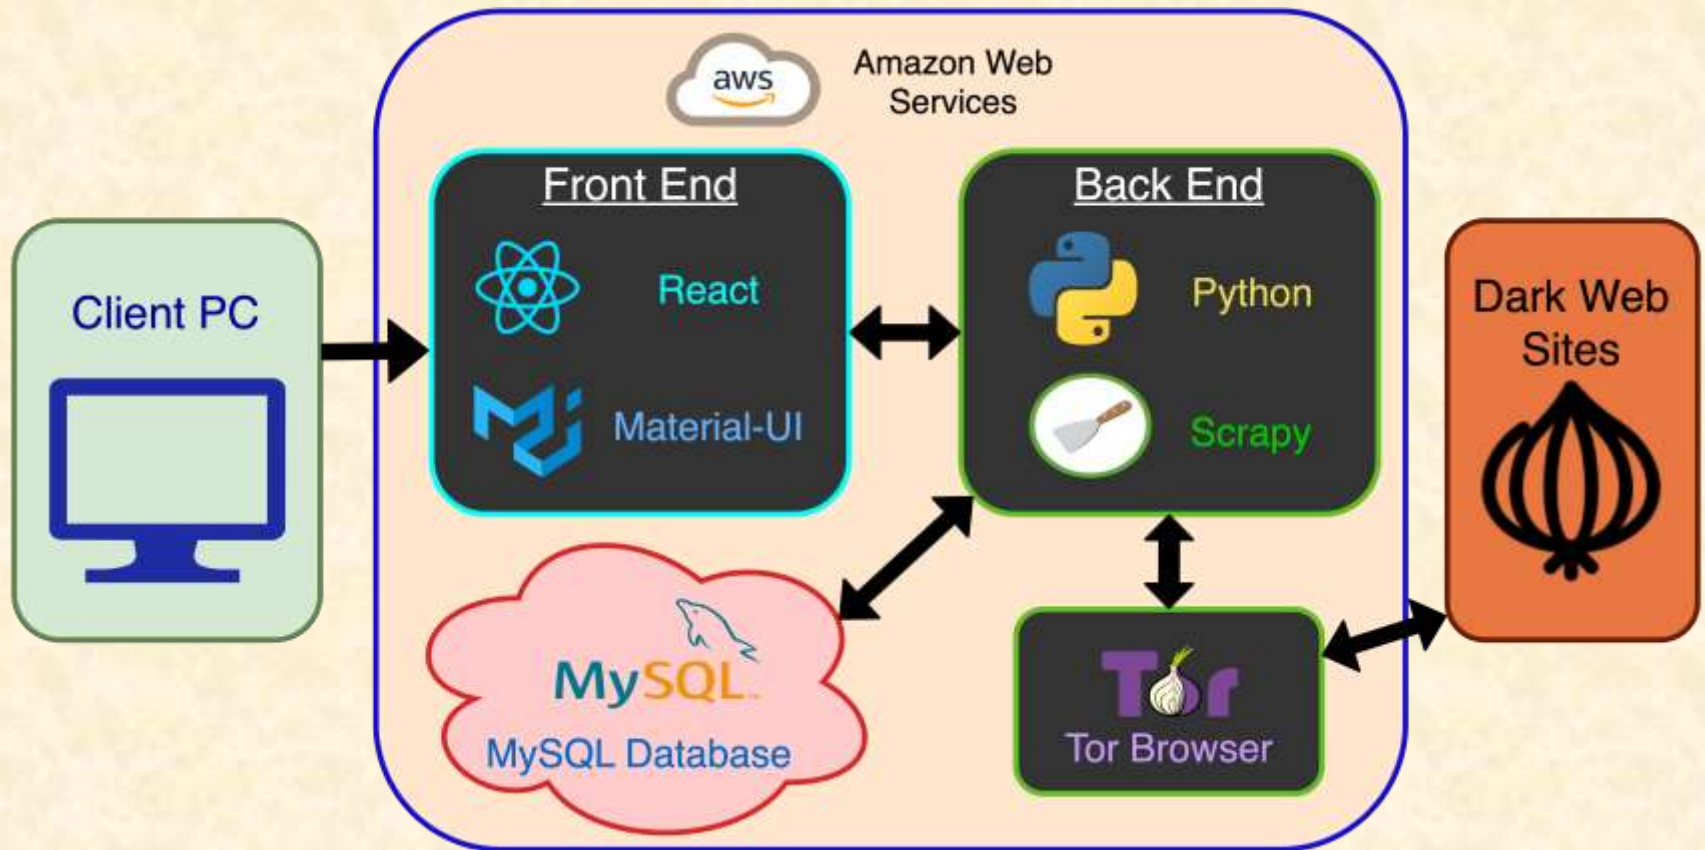 aws
Amazon Web
Services
Front End
React
Material-UI
Back End
Python
Scrapy
Client PC
Dark Web
Sites
MySQL™
MySQL Database
Tor
Tor Browser